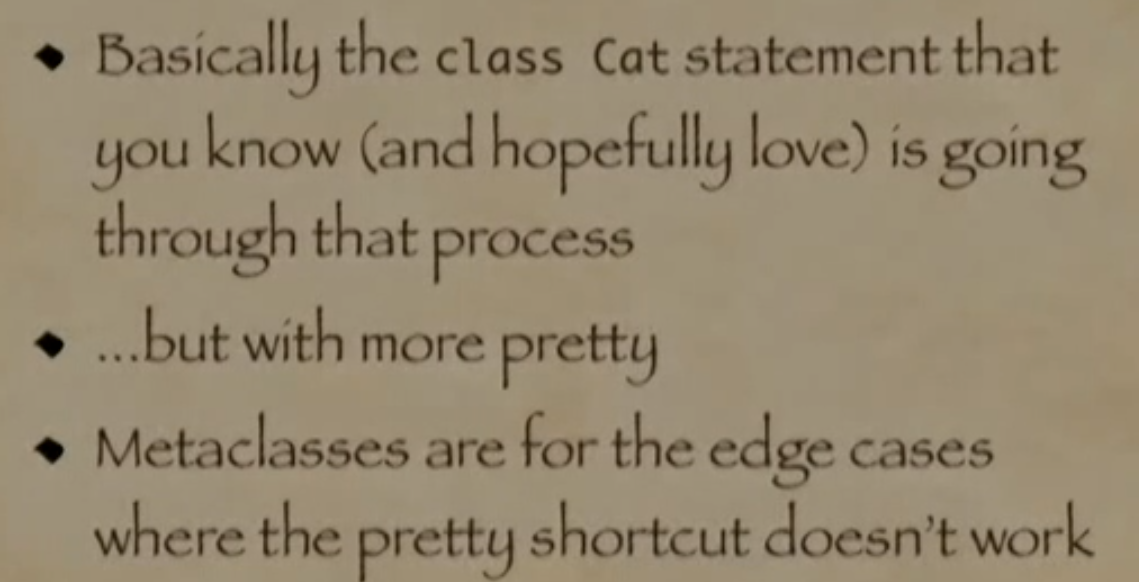 ◆ Basically the class Cat statement that
you know (and hopefully love) is going
through that process
◆ ...but with more pretty
◆ Metaclasses are for the edge cases
where the pretty shortcut doesn't work